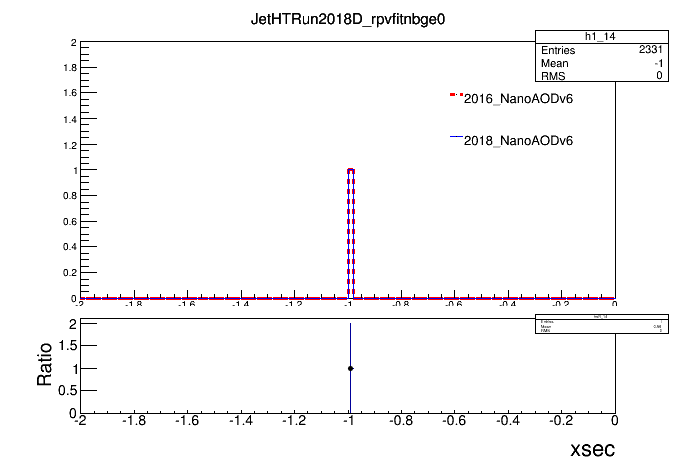 JetHTRun2018D_rpvfitnbge0
h1_14
Entries 2331
Mean -1
RMS 0
2016_NanoAODv6
2018_NanoAODv6
2
1.8
1.6
1.4
1.2
1
0.8
0.6
0.4
0.2
0
-2 -1.8 -1.6 -1.4 -1.2 -1 -0.8 -0.6 -0.4 -0.2 0
Entries
Mean
RMS
Ratio
2
1.5
1
0.5
0
-2 -1.8 -1.6 -1.4 -1.2 -1 -0.8 -0.6 -0.4 -0.2 0
xsec